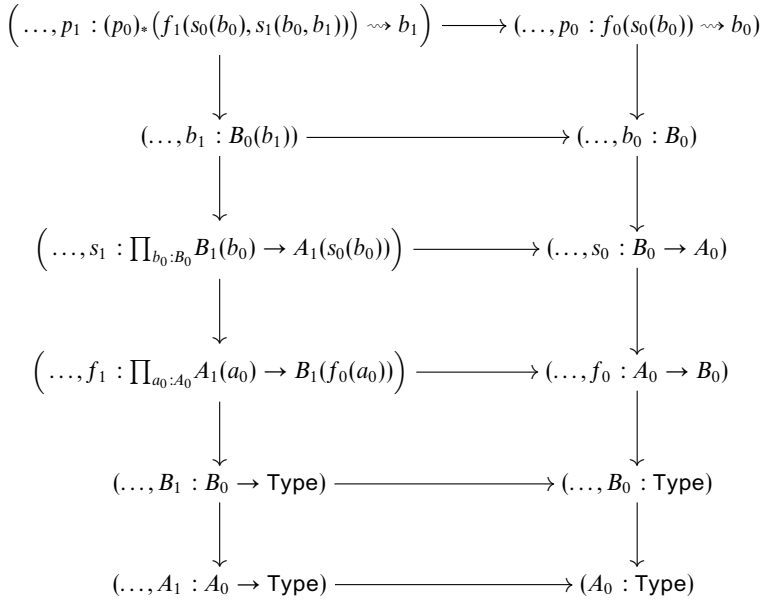 (…, p₁ : (p₀)∗(f₁(s₀(b₀), s₁(b₀, b₁))) ⇝ b₁) ⟶ (…, p₀ : f₀(s₀(b₀)) ⇝ b₀)
(…, b₁ : B₀(b₁)) ⟶ (…, b₀ : B₀)
(…, s₁ : ∏_{b₀:B₀} B₁(b₀) → A₁(s₀(b₀))) ⟶ (…, s₀ : B₀ → A₀)
(…, f₁ : ∏_{a₀:A₀} A₁(a₀) → B₁(f₀(a₀))) ⟶ (…, f₀ : A₀ → B₀)
(…, B₁ : B₀ → Type) ⟶ (…, B₀ : Type)
(…, A₁ : A₀ → Type) ⟶ (A₀ : Type)